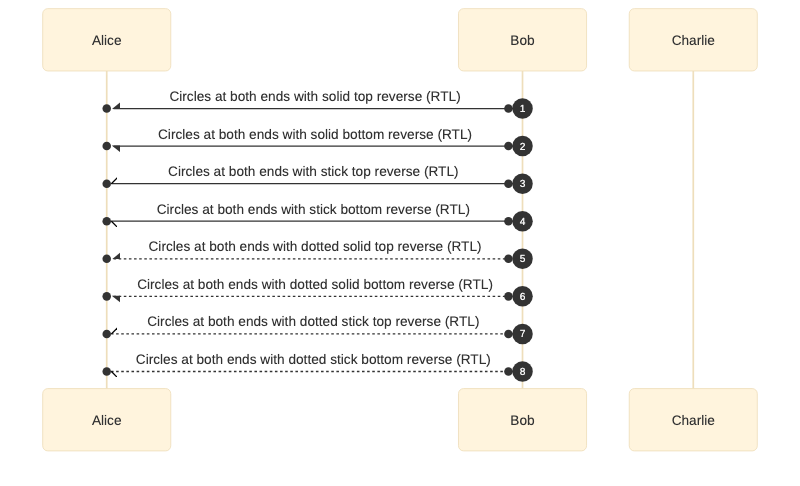 Alice
Bob
Charlie
Circles at both ends with solid top reverse (RTL)
1
Circles at both ends with solid bottom reverse (RTL)
2
Circles at both ends with stick top reverse (RTL)
3
Circles at both ends with stick bottom reverse (RTL)
4
Circles at both ends with dotted solid top reverse (RTL)
5
Circles at both ends with dotted solid bottom reverse (RTL)
6
Circles at both ends with dotted stick top reverse (RTL)
7
Circles at both ends with dotted stick bottom reverse (RTL)
8
Alice
Bob
Charlie